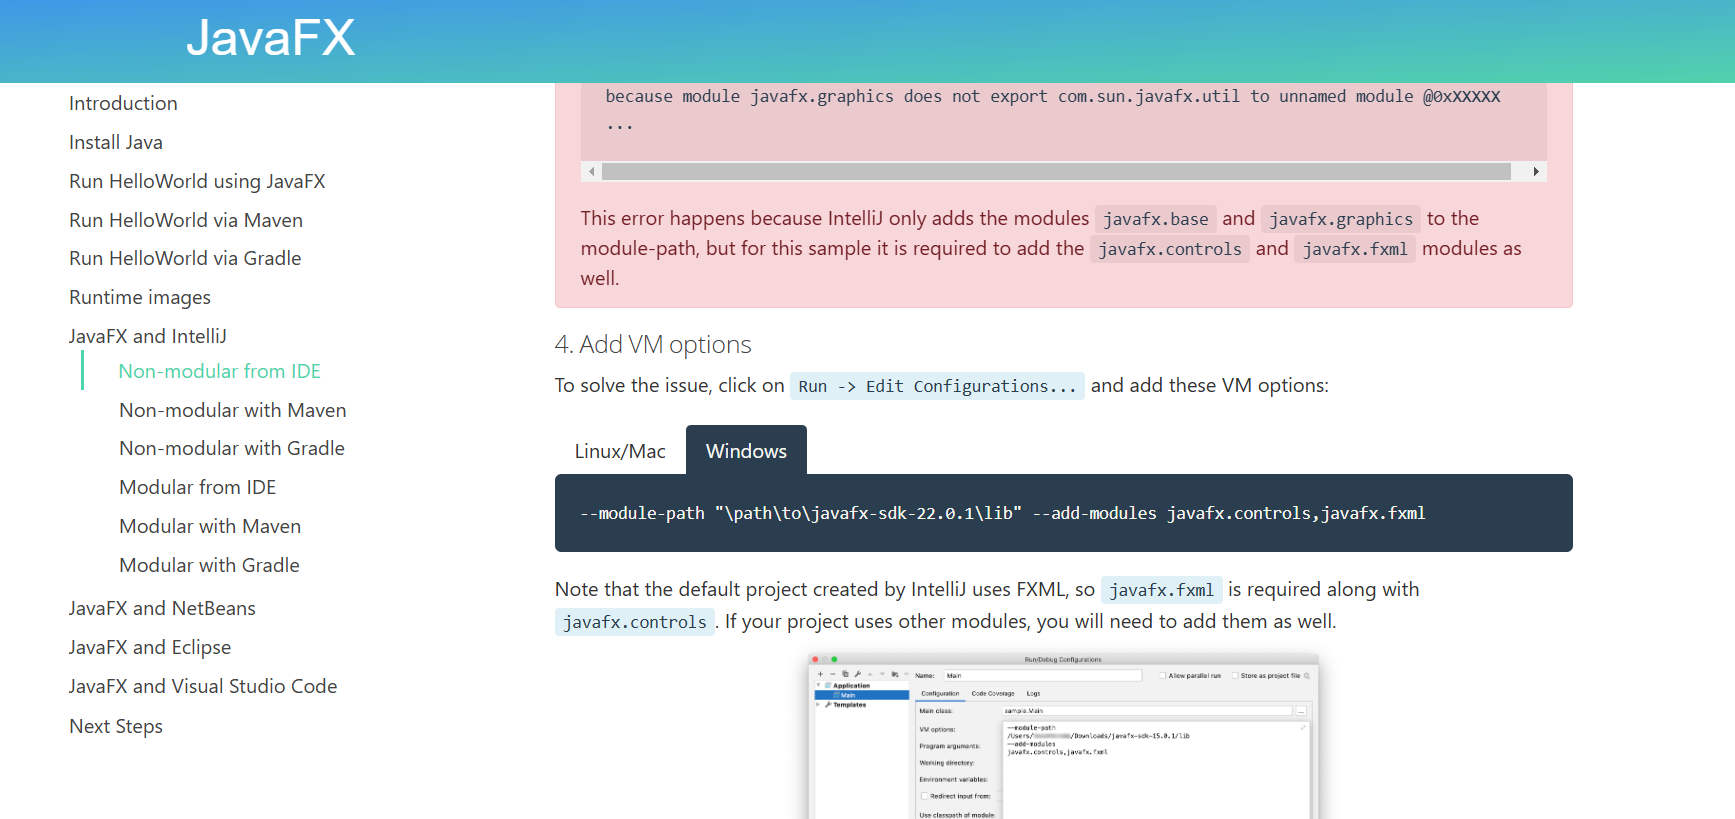 JavaFX
Introduction
Install Java
Run HelloWorld using JavaFX
Run HelloWorld via Maven
Run HelloWorld via Gradle
Runtime images
JavaFX and IntelliJ
Non-modular from IDE
Non-modular with Maven
Non-modular with Gradle
Modular from IDE
Modular with Maven
Modular with Gradle
JavaFX and NetBeans
JavaFX and Eclipse
JavaFX and Visual Studio Code
Next Steps
because module javafx.graphics does not export com.sun.javafx.util to unnamed module @0xXXXXX
...
This error happens because IntelliJ only adds the modules javafx.base and javafx.graphics to the
module-path, but for this sample it is required to add the javafx.controls and javafx.fxml modules as
well.
4. Add VM options
To solve the issue, click on Run -> Edit Configurations... and add these VM options:
Linux/Mac Windows
--module-path "\path\to\javafx-sdk-22.0.1\lib" --add-modules javafx.controls,javafx.fxml
Note that the default project created by IntelliJ uses FXML, so javafx.fxml is required along with
javafx.controls . If your project uses other modules, you will need to add them as well.
Run/Debug Configurations
Name: Main Allow parallel run Store as project file
Application
Main
Templates
Configuration Code Coverage Logs
Main class: sample.Main ...
VM options:
--module-path
/Users/ /Downloads/javafx-sdk-15.0.1/lib
--add-modules
javafx.controls,javafx.fxml
Program arguments:
Working directory:
Environment variables:
Redirect input from:
Use classpath of module: